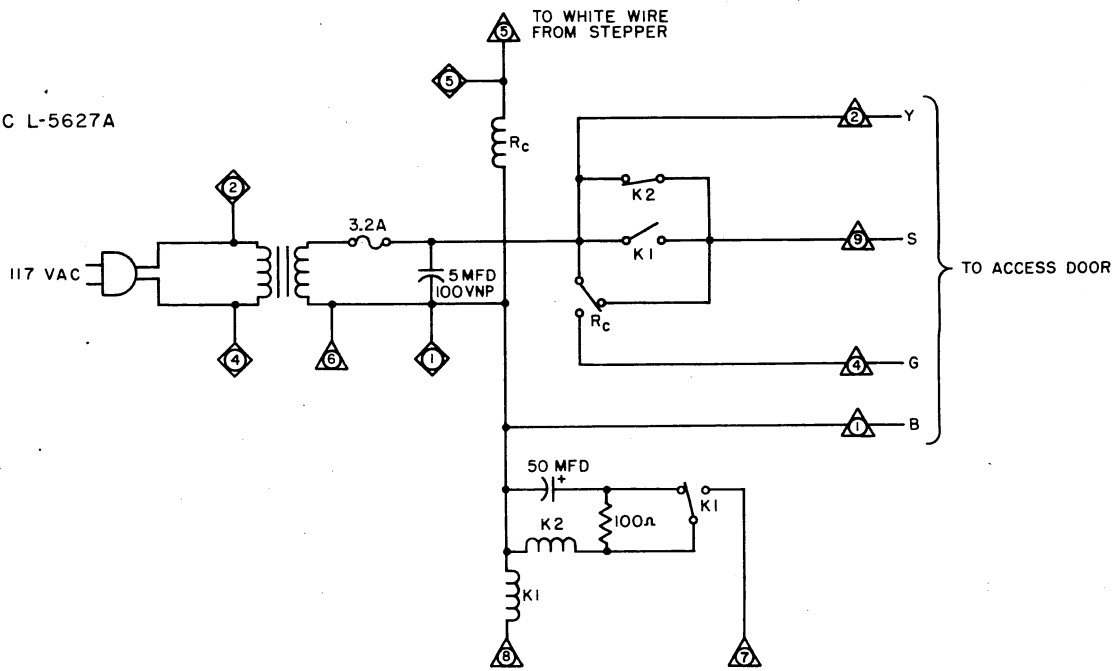 TO WHITE WIRE
FROM STEPPER
5
5
C L-5627A
Rc
2
Y
2
K2
3.2A
9
S
K1
117 VAC
5 MFD
100VNP
TO ACCESS DOOR
Rc
4
6
1
4
G
1
B
50 MFD
+
K1
K2
100Ω
K1
8
7